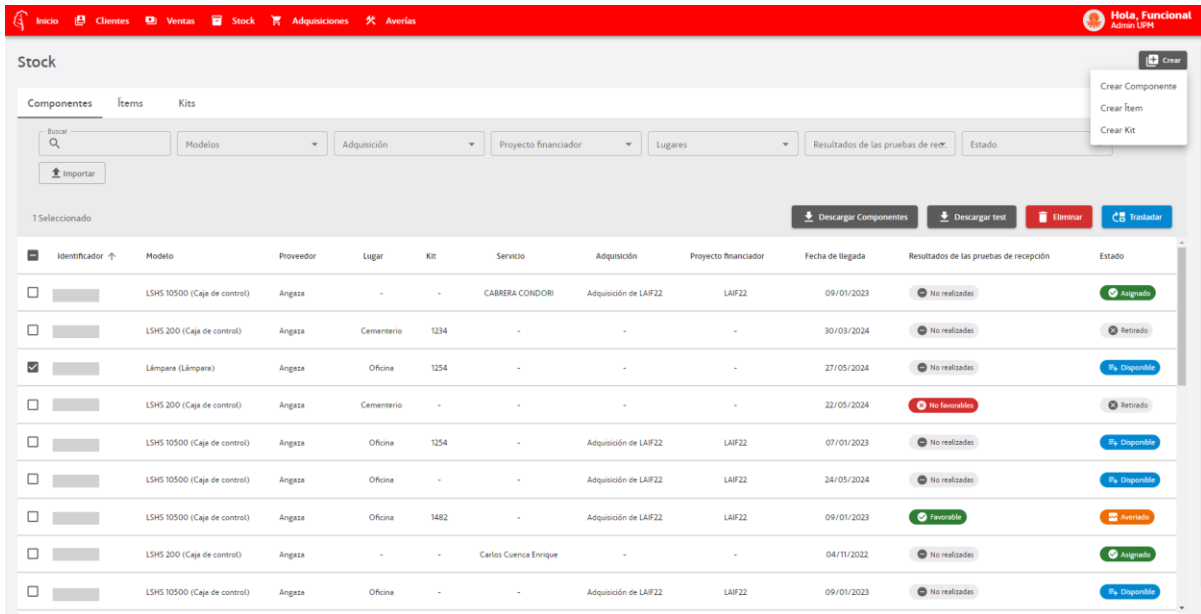 Inicio Clientes Ventas Stock Adquisiciones Averías Hola, Funcional
Admin UPM
Stock Crear
Crear Componente
Crear Ítem
Crear Kit
Componentes Ítems Kits
Buscar
Modelos Adquisición Proyecto financiador Lugares Resultados de las pruebas de rec... Estado
Importar
1 Seleccionado Descargar Componentes Descargar test Eliminar Trasladar
Identificador Modelo Proveedor Lugar Kit Servicio Adquisición Proyecto financiador Fecha de llegada Resultados de las pruebas de recepción Estado
LSHS 10500 (Caja de control) Angaza - - CABRERA CONDORI Adquisición de LAIF22 LAIF22 09/01/2023 No realizadas Asignado
LSHS 200 (Caja de control) Angaza Cementerio 1234 - - - 30/03/2024 No realizadas Retirado
Lámpara (Lámpara) Angaza Oficina 1254 - - - 27/05/2024 No realizadas Disponible
LSHS 200 (Caja de control) Angaza Cementerio - - - - 22/05/2024 No favorables Retirado
LSHS 10500 (Caja de control) Angaza Oficina 1254 - Adquisición de LAIF22 LAIF22 07/01/2023 No realizadas Disponible
LSHS 10500 (Caja de control) Angaza Oficina - - Adquisición de LAIF22 LAIF22 24/05/2024 No realizadas Disponible
LSHS 10500 (Caja de control) Angaza Oficina 1482 - Adquisición de LAIF22 LAIF22 09/01/2023 Favorable Averiado
LSHS 200 (Caja de control) Angaza - - Carlos Cuenca Enrique - - 04/11/2022 No realizadas Asignado
LSHS 10500 (Caja de control) Angaza Oficina - - Adquisición de LAIF22 LAIF22 09/01/2023 No realizadas Disponible